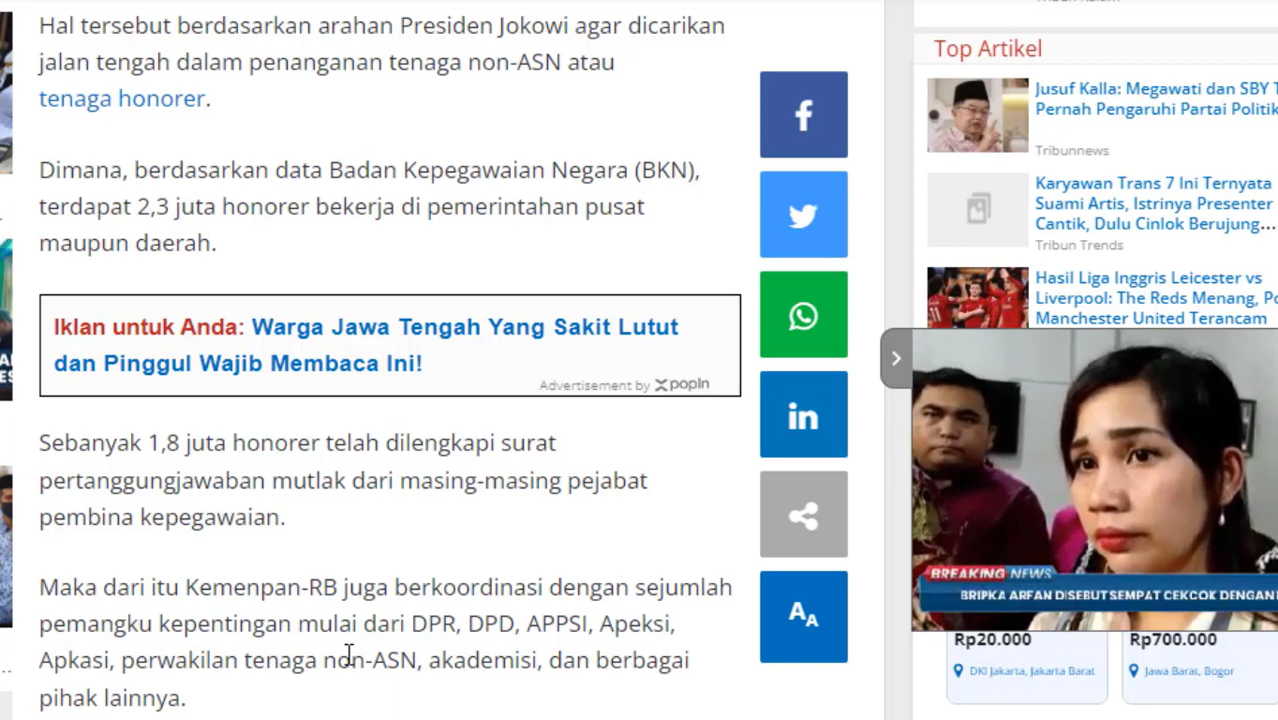 Hal tersebut berdasarkan arahan Presiden Jokowi agar dicarikan
jalan tengah dalam penanganan tenaga non-ASN atau
tenaga honorer.
Dimana, berdasarkan data Badan Kepegawaian Negara (BKN),
terdapat 2,3 juta honorer bekerja di pemerintahan pusat
maupun daerah.
Iklan untuk Anda: Warga Jawa Tengah Yang Sakit Lutut
dan Pinggul Wajib Membaca Ini!
Advertisement by popIn
Sebanyak 1,8 juta honorer telah dilengkapi surat
pertanggungjawaban mutlak dari masing-masing pejabat
pembina kepegawaian.
Maka dari itu Kemenpan-RB juga berkoordinasi dengan sejumlah
pemangku kepentingan mulai dari DPR, DPD, APPSI, Apeksi,
Apkasi, perwakilan tenaga non-ASN, akademisi, dan berbagai
pihak lainnya.
f
in
AA
Top Artikel
Jusuf Kalla: Megawati dan SBY T
Pernah Pengaruhi Partai Politik
Tribunnews
Karyawan Trans 7 Ini Ternyata
Suami Artis, Istrinya Presenter
Cantik, Dulu Cinlok Berujung...
Tribun Trends
Hasil Liga Inggris Leicester vs
Liverpool: The Reds Menang, Po
Manchester United Terancam
BREAKING NEWS
BRIPKA ARFAN DISEBUT SEMPAT CEKCOK DENGAN
Rp20.000
DKI Jakarta, Jakarta Barat
Rp700.000
Jawa Barat, Bogor